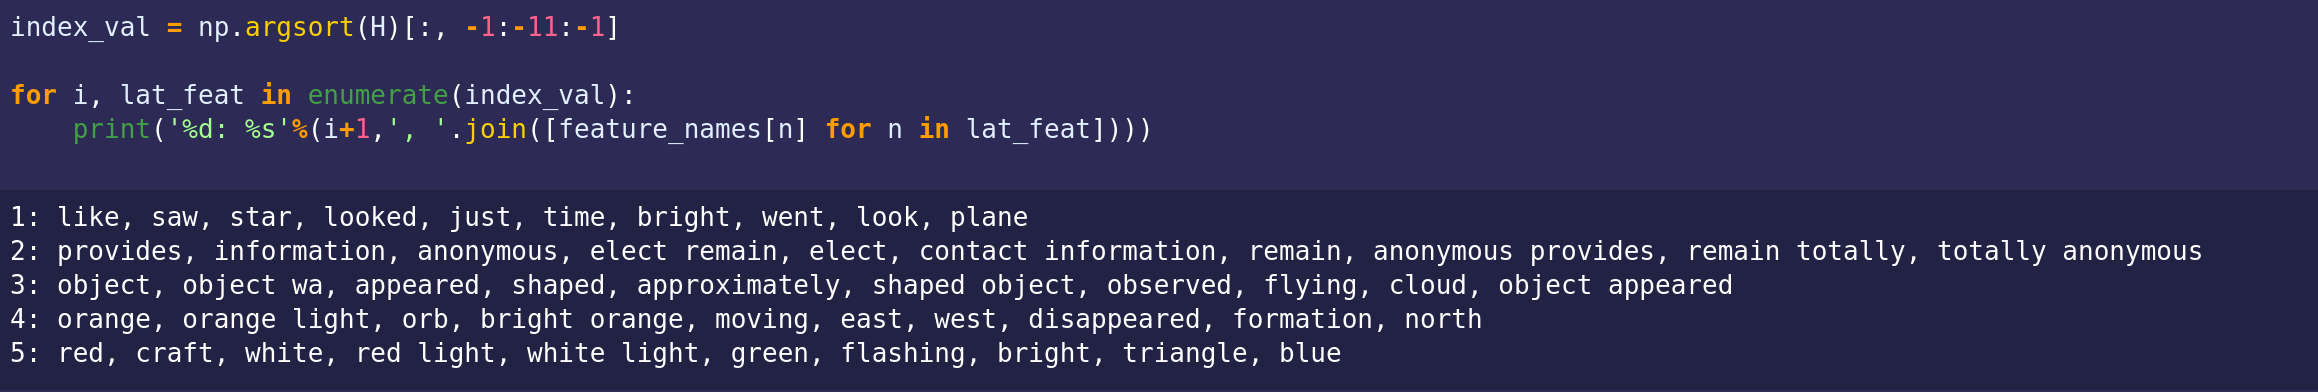 index_val = np.argsort(H)[:, -1:-11:-1]
for i, lat_feat in enumerate(index_val):
    print('%d: %s'%(i+1,', '.join([feature_names[n] for n in lat_feat])))
1: like, saw, star, looked, just, time, bright, went, look, plane
2: provides, information, anonymous, elect remain, elect, contact information, remain, anonymous provides, remain totally, totally anonymous
3: object, object wa, appeared, shaped, approximately, shaped object, observed, flying, cloud, object appeared
4: orange, orange light, orb, bright orange, moving, east, west, disappeared, formation, north
5: red, craft, white, red light, white light, green, flashing, bright, triangle, blue